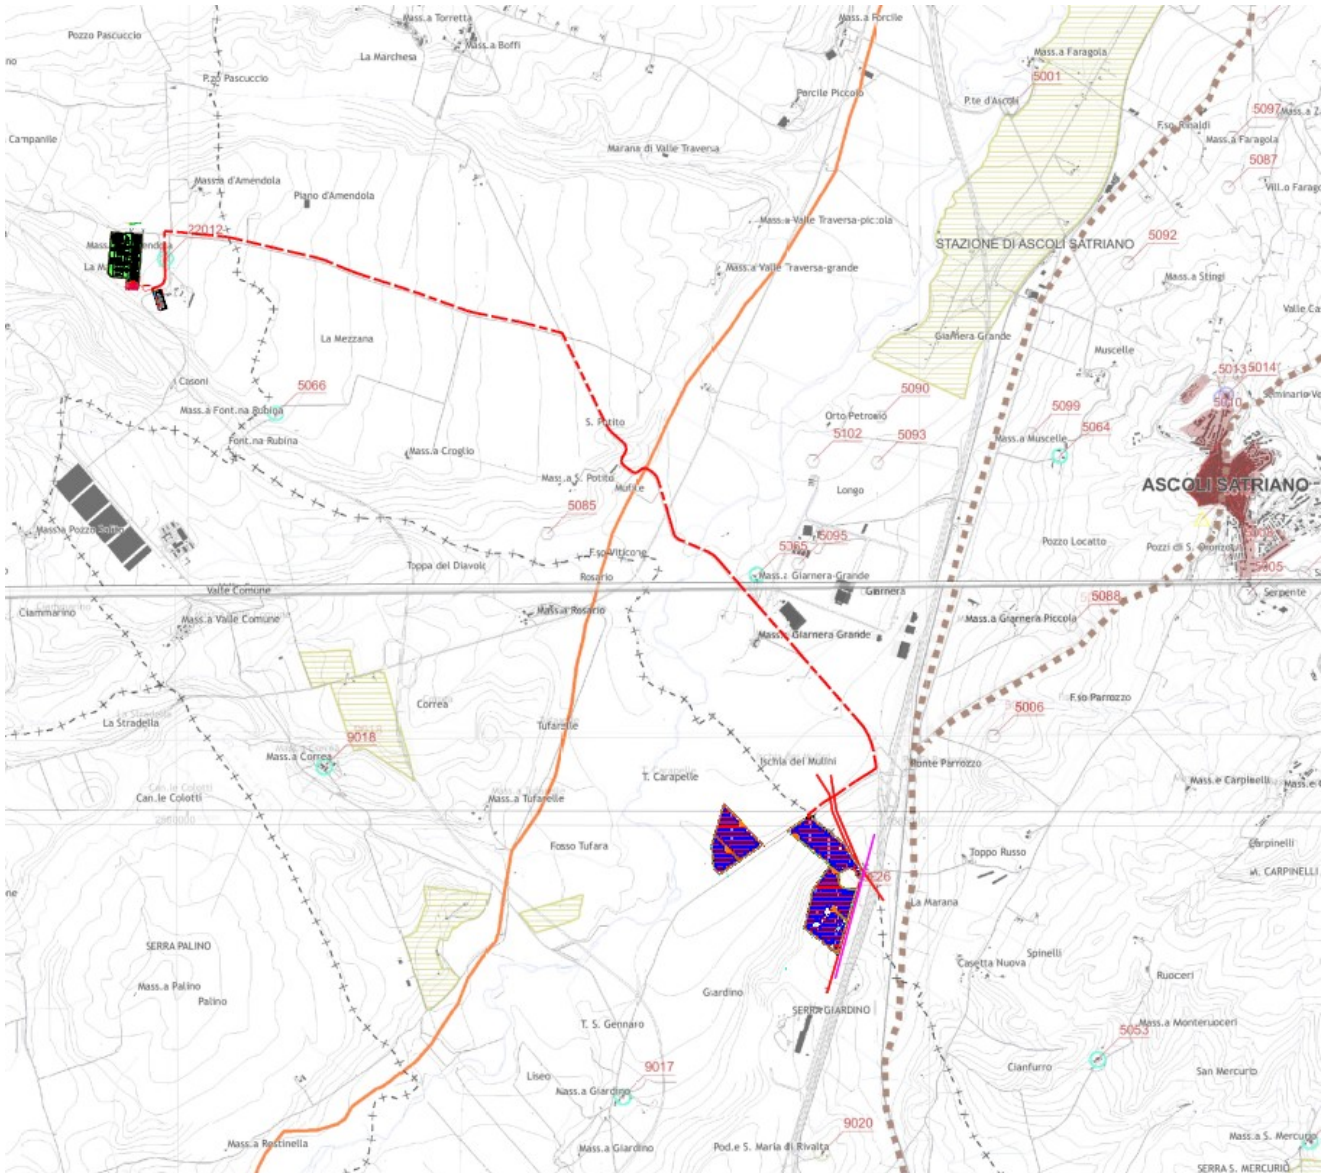 Mass.a Torretta
Mass.a Forcile
Pozzo Pascuccio
Mass.a Boffi
La Marchesa
Mass.a Faragola
P.zo Pascuccio
5001
Porcile Piccolo
P.te d'Ascoli
5097
F.so Rinaldi
Campanile
Mass.a Faragola
Marana di Valle Traversa
5087
Mass.a d'Amendola
Piano d'Amendola
Mass.a Valle Traversa-piccola
22012
5092
STAZIONE DI ASCOLI SATRIANO
Mass.a Valle Traversa-grande
Mass.a Stingi
La Mezzana
Giarnera Grande
Muscelle
Casoni
5066
5013
5014
5090
5010
Mass.a Font.na Rubina
Orto Petronio
5099
S. Potito
5102
5093
5064
Font.na Rubina
Mass.a Muscelle
Mass.a Croglio
Mass.a S. Potito
ASCOLI SATRIANO
Longo
5085
5095
Pozzo Locatto
F.so Viticone
Toppa del Diavolo
Rosario
Mass.a Giarnera Grande
Valle Comune
Giarnera
5088
Serpente
Ciammarino
Mass.a Rosario
Mass.a Valle Comune
Mass.a Giarnera Piccola
Mass.a Giarnera Grande
Correa
F.so Parrozzo
5006
La Stradella
Tufarelle
9018
Mass.a Correa
Ischia dei Mulini
Ponte Parrozzo
T. Carapelle
Mass.e Carpinelli
Can.le Colotti
Mass.a Tufarelle
Fosso Tufara
Toppo Russo
Carpinelli
M. CARPINELLI
La Marana
SERRA PALINO
Spinelli
Casetta Nuova
Ruoceri
Mass.a Palino
Giardino
Palino
SERRA GIARDINO
T. S. Gennaro
5053
Mass.a Monteruoceri
9017
Cianfurro
Liseo
San Mercurio
Mass.a Giardino
9020
Mass.a Rostinella
Mass.a Giardino
Pod.e S. Maria di Rivalta
Mass.a S. Mercurio
SERRA S. MERCURIO